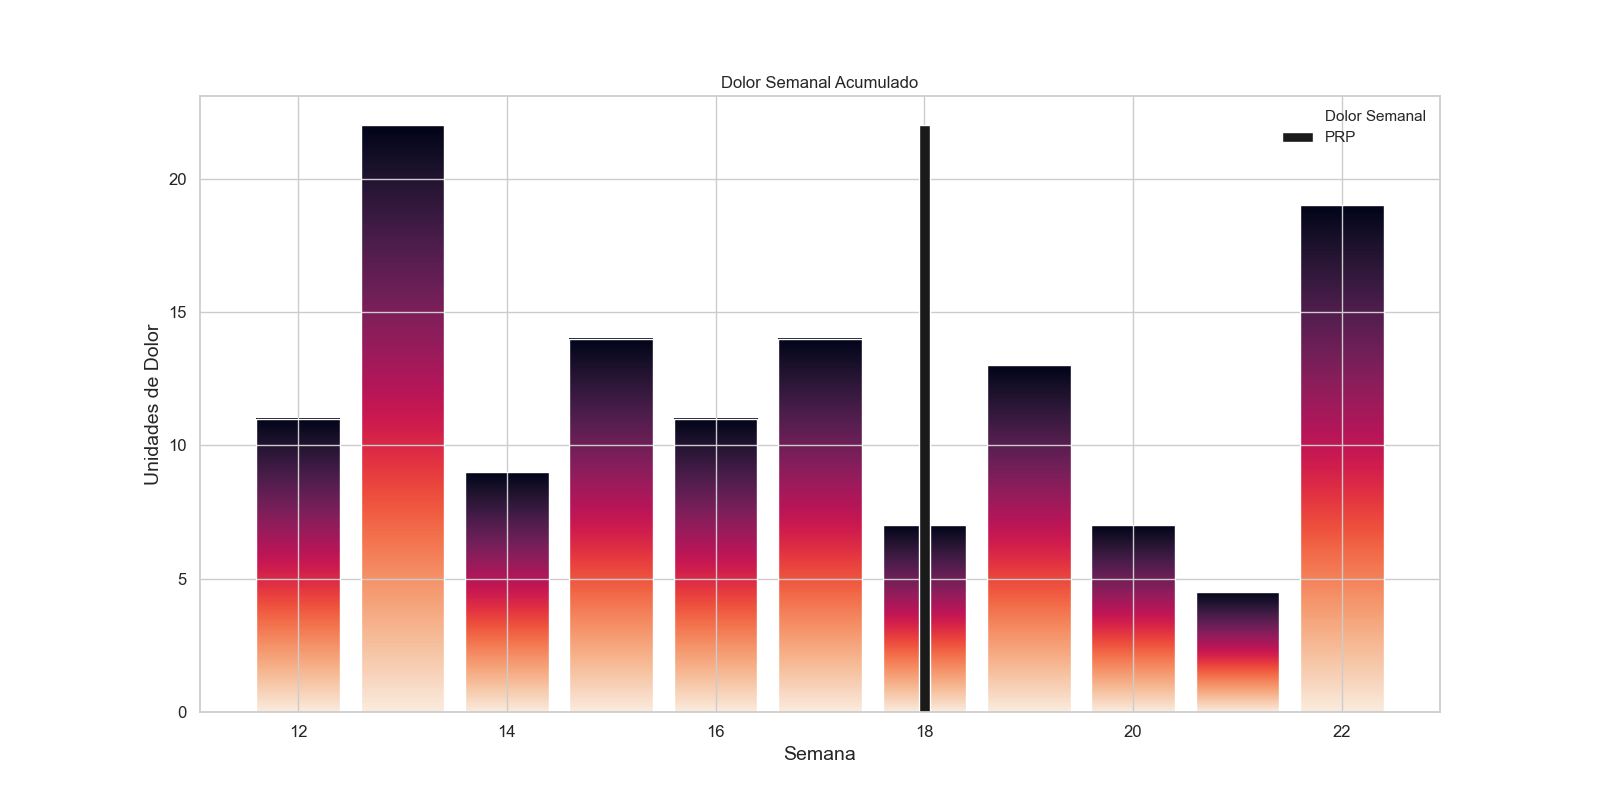 Dolor Semanal Acumulado
Dolor Semanal
PRP
Unidades de Dolor
20
15
10
5
0
12 14 16 18 20 22
Semana